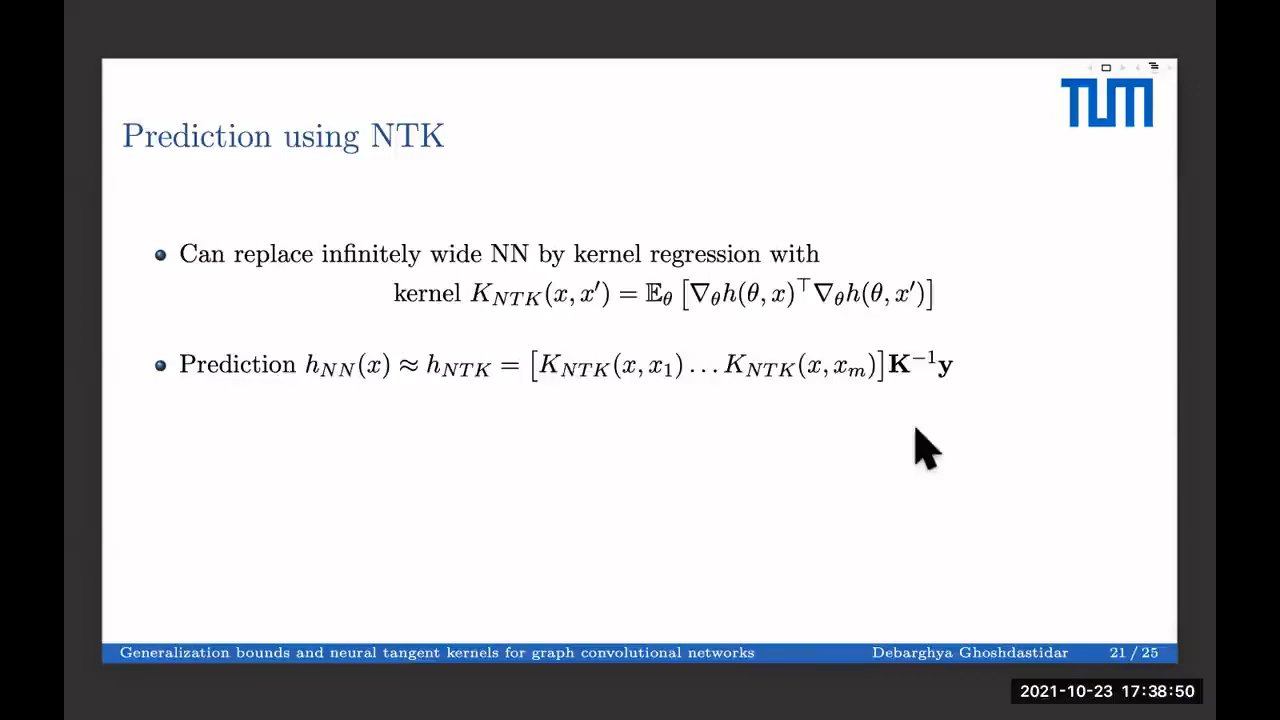 TUM
Prediction using NTK
Can replace infinitely wide NN by kernel regression with
kernel K_{NTK}(x, x′) = 𝔼_θ [∇_θh(θ, x)^⊤∇_θh(θ, x′)]
Prediction h_{NN}(x) ≈ h_{NTK} = [K_{NTK}(x, x_1) … K_{NTK}(x, x_m)]𝐊^{−1}𝐲
Generalization bounds and neural tangent kernels for graph convolutional networks Debarghya Ghoshdastidar 21 / 25
2021-10-23 17:38:50